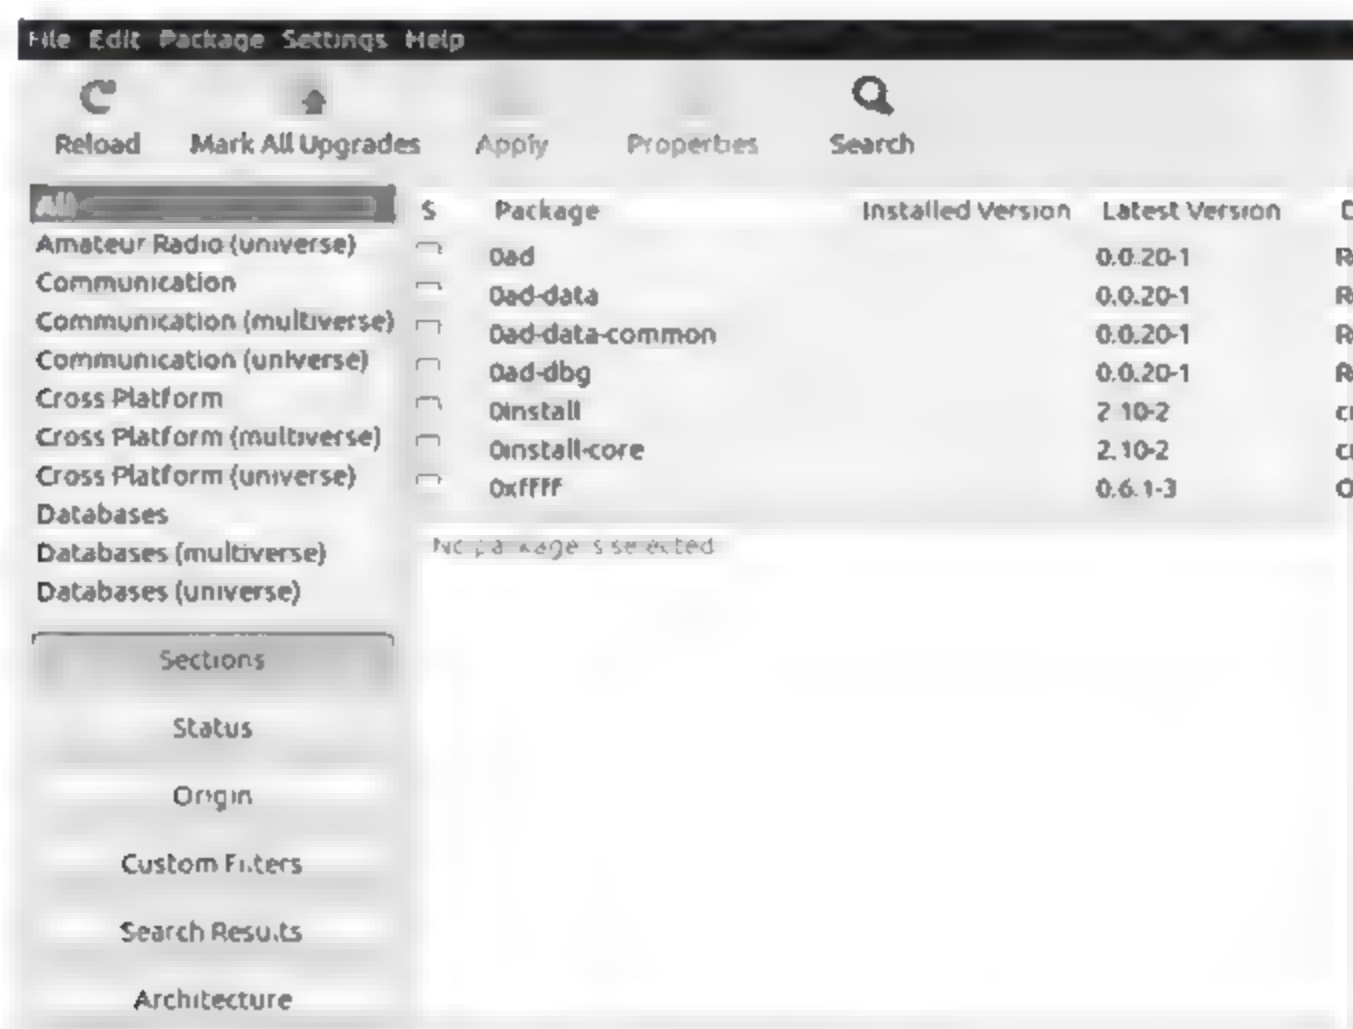 File Edit Package Settings Help
Reload Mark All Upgrades Apply Properties Search
All
Amateur Radio (universe)
Communication
Communication (multiverse)
Communication (universe)
Cross Platform
Cross Platform (multiverse)
Cross Platform (universe)
Databases
Databases (multiverse)
Databases (universe)
S Package Installed Version Latest Version
0ad 0.0.20-1
0ad-data 0.0.20-1
0ad-data-common 0.0.20-1
0ad-dbg 0.0.20-1
0install 2.10-2
0install-core 2.10-2
0xffff 0.6.1-3
No package is selected.
Sections
Status
Origin
Custom Filters
Search Results
Architecture